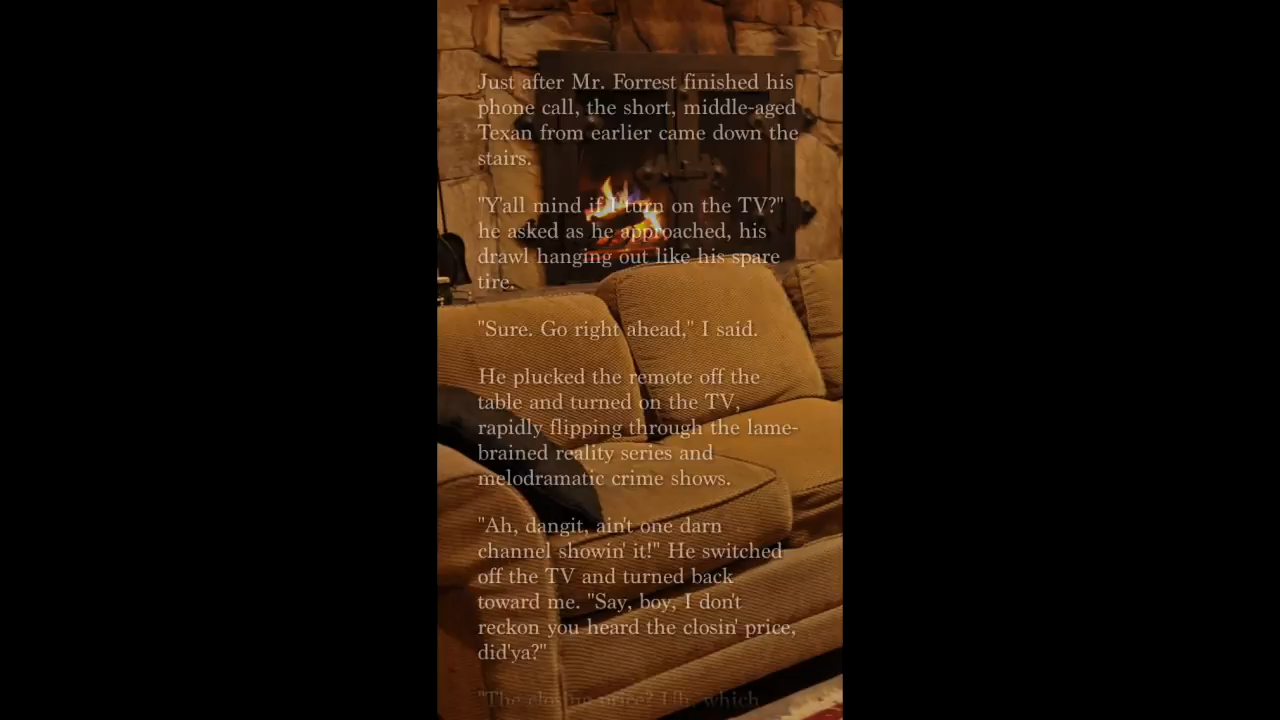 Just after Mr. Forrest finished his
phone call, the short, middle-aged
Texan from earlier came down the
stairs.
"Y'all mind if I turn on the TV?"
he asked as he approached, his
drawl hanging out like his spare
tire.
"Sure. Go right ahead," I said.
He plucked the remote off the
table and turned on the TV,
rapidly flipping through the lame-
brained reality series and
melodramatic crime shows.
"Ah, dangit, ain't one darn
channel showin' it!" He switched
off the TV and turned back
toward me. "Say, boy, I don't
reckon you heard the closin' price,
did'ya?"
"The closing price? Uh, which